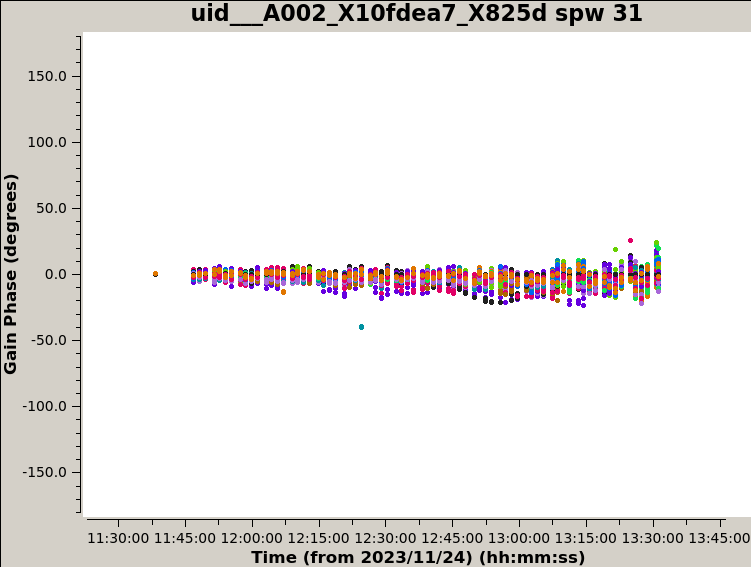 uid___A002_X10fdea7_X825d spw 31
Gain Phase (degrees)
150.0
100.0
50.0
0.0
-50.0
-100.0
-150.0
11:30:00 11:45:00 12:00:00 12:15:00 12:30:00 12:45:00 13:00:00 13:15:00 13:30:00 13:45:00
Time (from 2023/11/24) (hh:mm:ss)